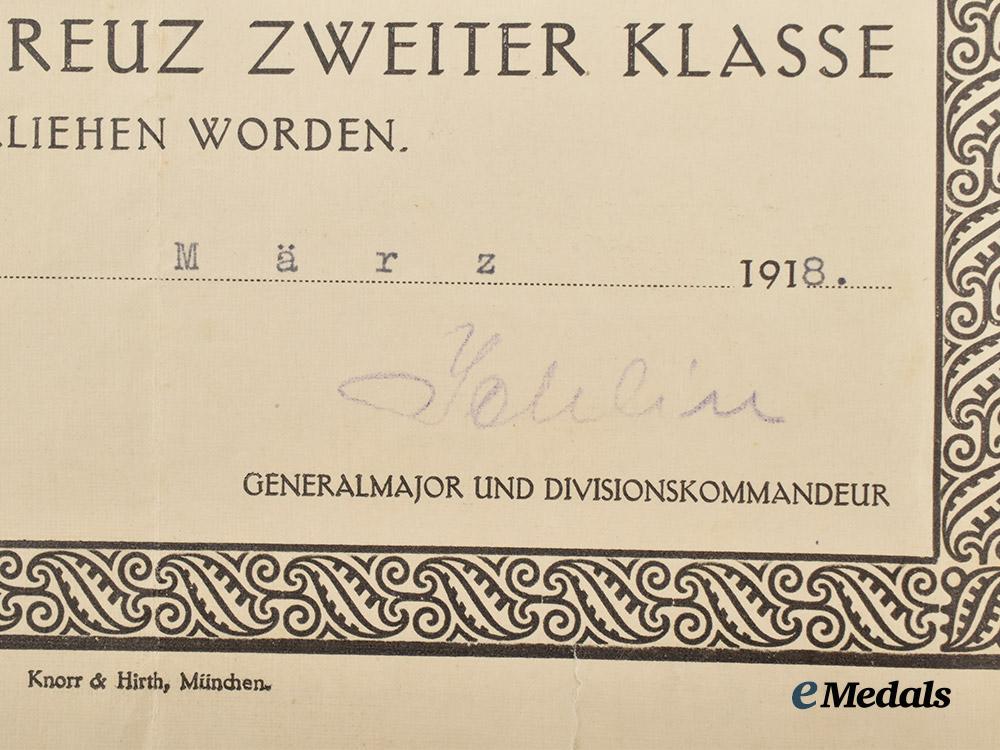 REUZ ZWEITER KLASSE
LIEHEN WORDEN.
März 1918.
GENERALMAJOR UND DIVISIONSKOMMANDEUR
Knorr & Hirth, München.
eMedals